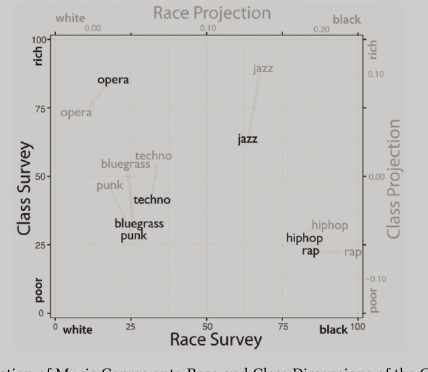 Race Projection
white black
0.00 0.10 0.20
100 rich rich
jazz
opera 0.10
75
opera
jazz
techno
bluegrass
50 0.00
punk
techno
bluegrass hiphop
punk hiphop
25 rap rap
-0.10
poor poor
0
0 white 25 50 75 black 100
Race Survey
Class Survey
Class Projection